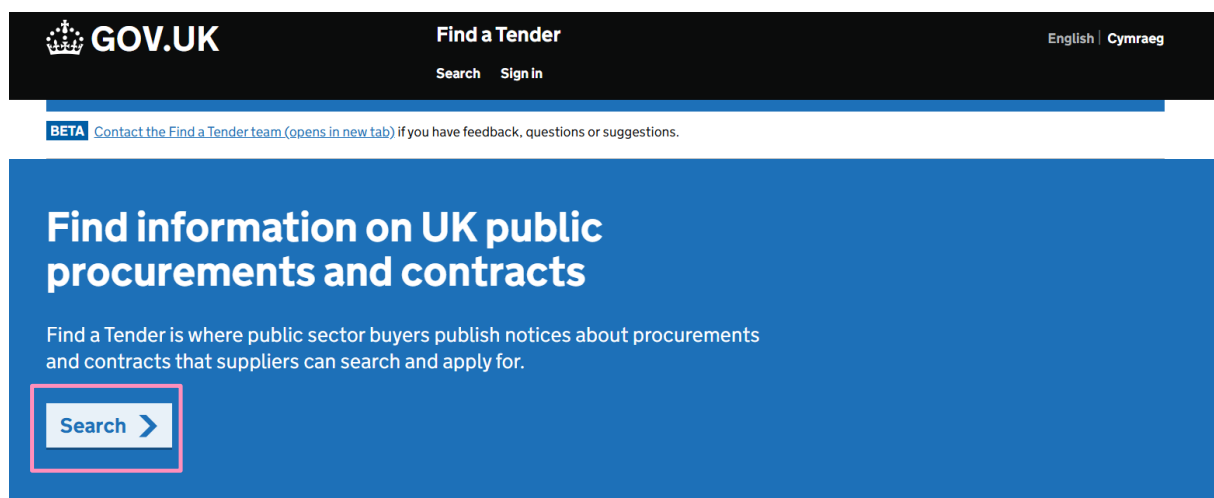 GOV.UK
Find a Tender
English | Cymraeg
Search Sign in
BETA Contact the Find a Tender team (opens in new tab) if you have feedback, questions or suggestions.
Find information on UK public
procurements and contracts
Find a Tender is where public sector buyers publish notices about procurements
and contracts that suppliers can search and apply for.
Search